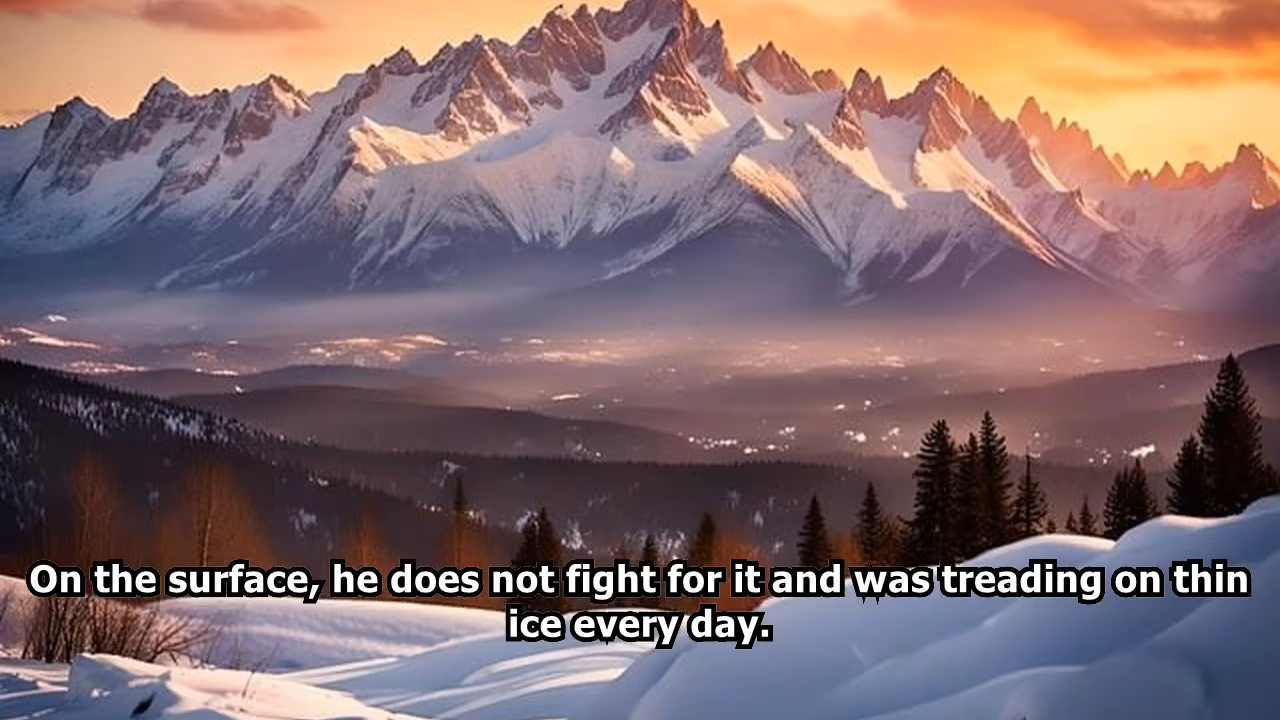 On the surface, he does not fight for it and was treading on thin
ice every day.